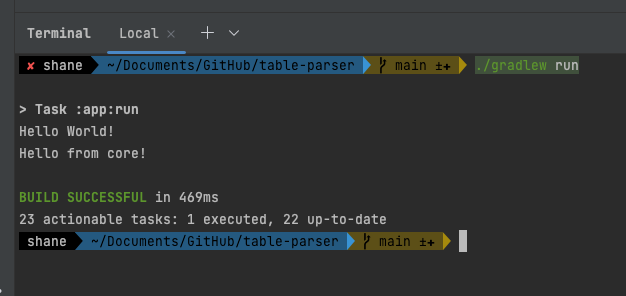 Terminal Local × + ∨
✘ shane ~/Documents/GitHub/table-parser main ±+ ./gradlew run
> Task :app:run
Hello World!
Hello from core!
BUILD SUCCESSFUL in 469ms
23 actionable tasks: 1 executed, 22 up-to-date
shane ~/Documents/GitHub/table-parser main ±+